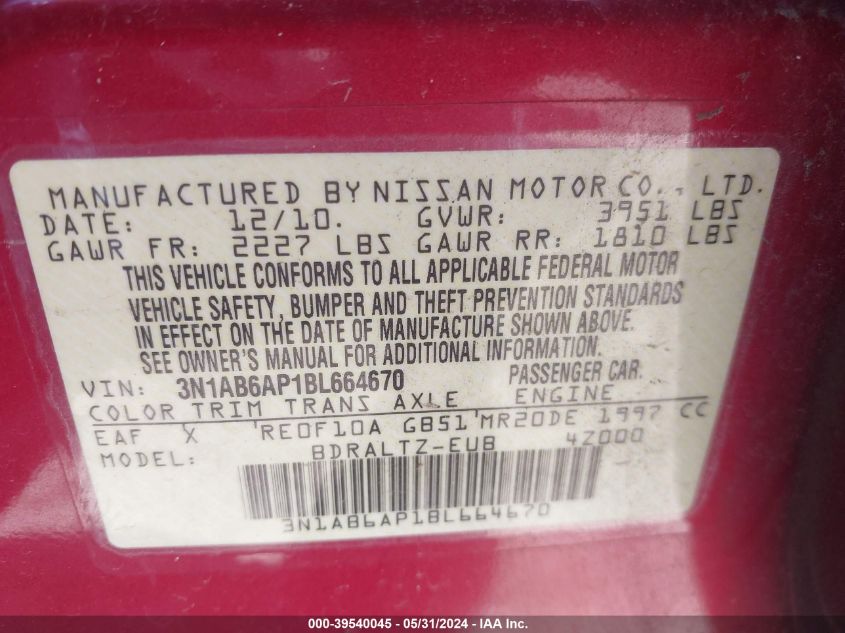 MANUFACTURED BY NISSAN MOTOR CO., LTD.
DATE: 12/10. GVWR: 3951 LBS
GAWR FR: 2227 LBS GAWR RR: 1810 LBS
THIS VEHICLE CONFORMS TO ALL APPLICABLE FEDERAL MOTOR
VEHICLE SAFETY, BUMPER AND THEFT PREVENTION STANDARDS
IN EFFECT ON THE DATE OF MANUFACTURE SHOWN ABOVE.
SEE OWNER'S MANUAL FOR ADDITIONAL INFORMATION.
VIN: 3N1AB6AP1BL664670 PASSENGER CAR.
COLOR TRIM TRANS AXLE ENGINE
EAF X 'RE0F10A GB51'MR20DE 1997 CC
MODEL: BDRALTZ-EUB 4Z000
3N1AB6AP1BL664670
000-39540045 - 05/31/2024 - IAA Inc.